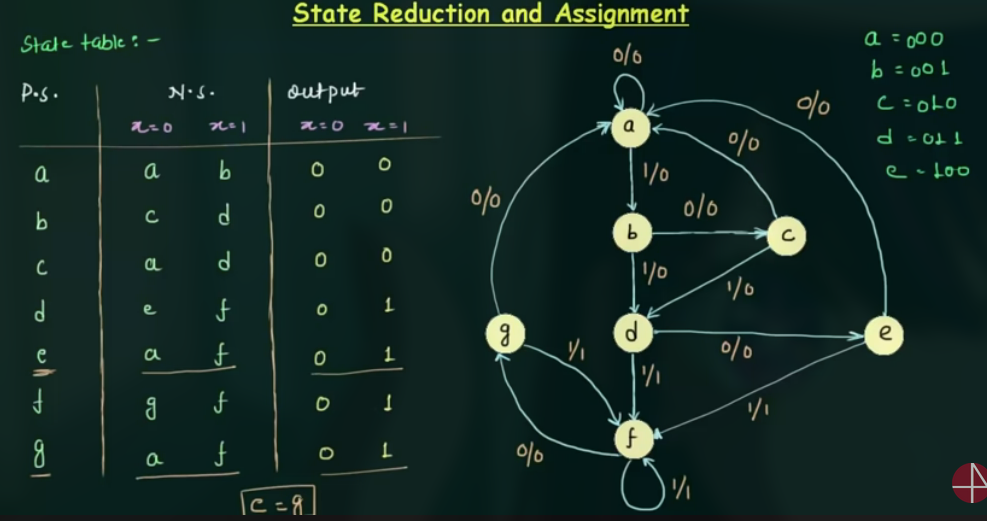 State Reduction and Assignment
State table :-
P.s. N.s. output
x=0 x=1 x=0 x=1
a a b 0 0
b c d 0 0
c a d 0 0
d e f 0 1
e a f 0 1
f g f 0 1
g a f 0 1
e = g
0/0
a
0/0
0/0
1/0
0/0
b
0/0
c
1/0
1/0
g
1/1
d
0/0
e
1/1
1/1
f
0/0
1/1
a = 000
b = 001
c = 010
d = 011
e = 100